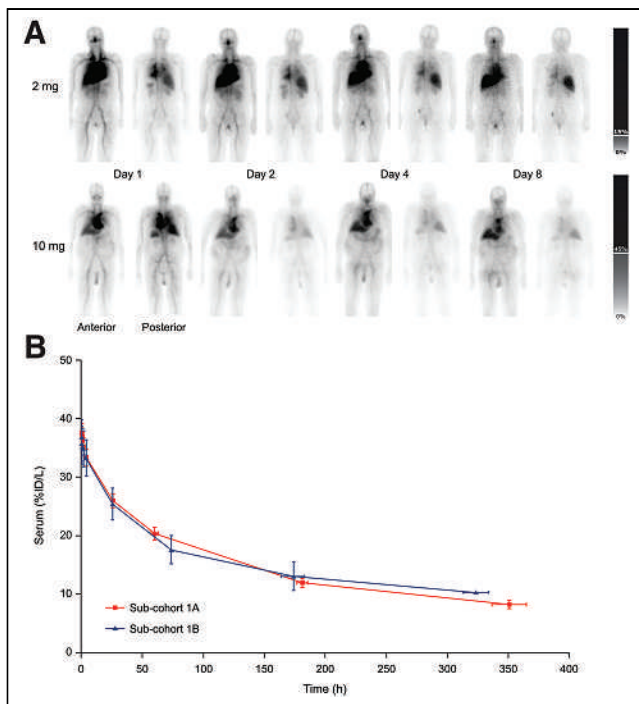 A
2 mg
15%
0%
Day 1
Day 2
Day 4
Day 8
10 mg
0%
Anterior
Posterior
B
50
40
30
20
10
0
Serum (%ID/L)
Sub-cohort 1A
Sub-cohort 1B
0
50
100
150
200
250
300
350
400
Time (h)